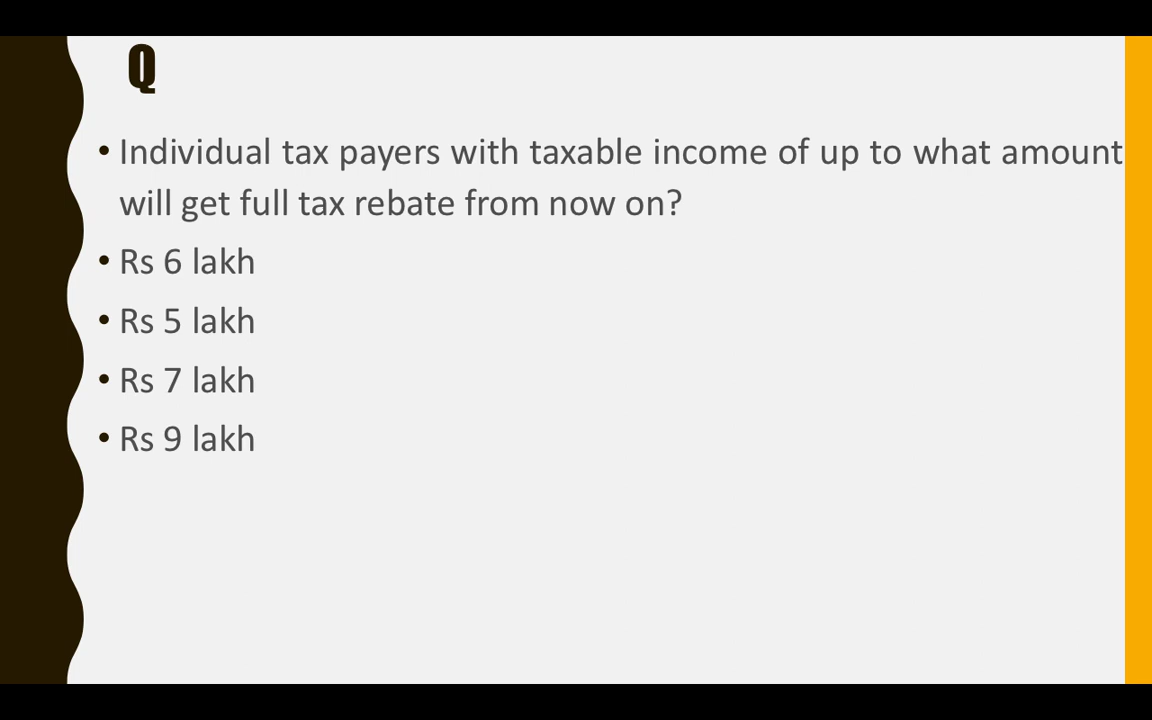 Q
• Individual tax payers with taxable income of up to what amount
will get full tax rebate from now on?
• Rs 6 lakh
• Rs 5 lakh
• Rs 7 lakh
• Rs 9 lakh